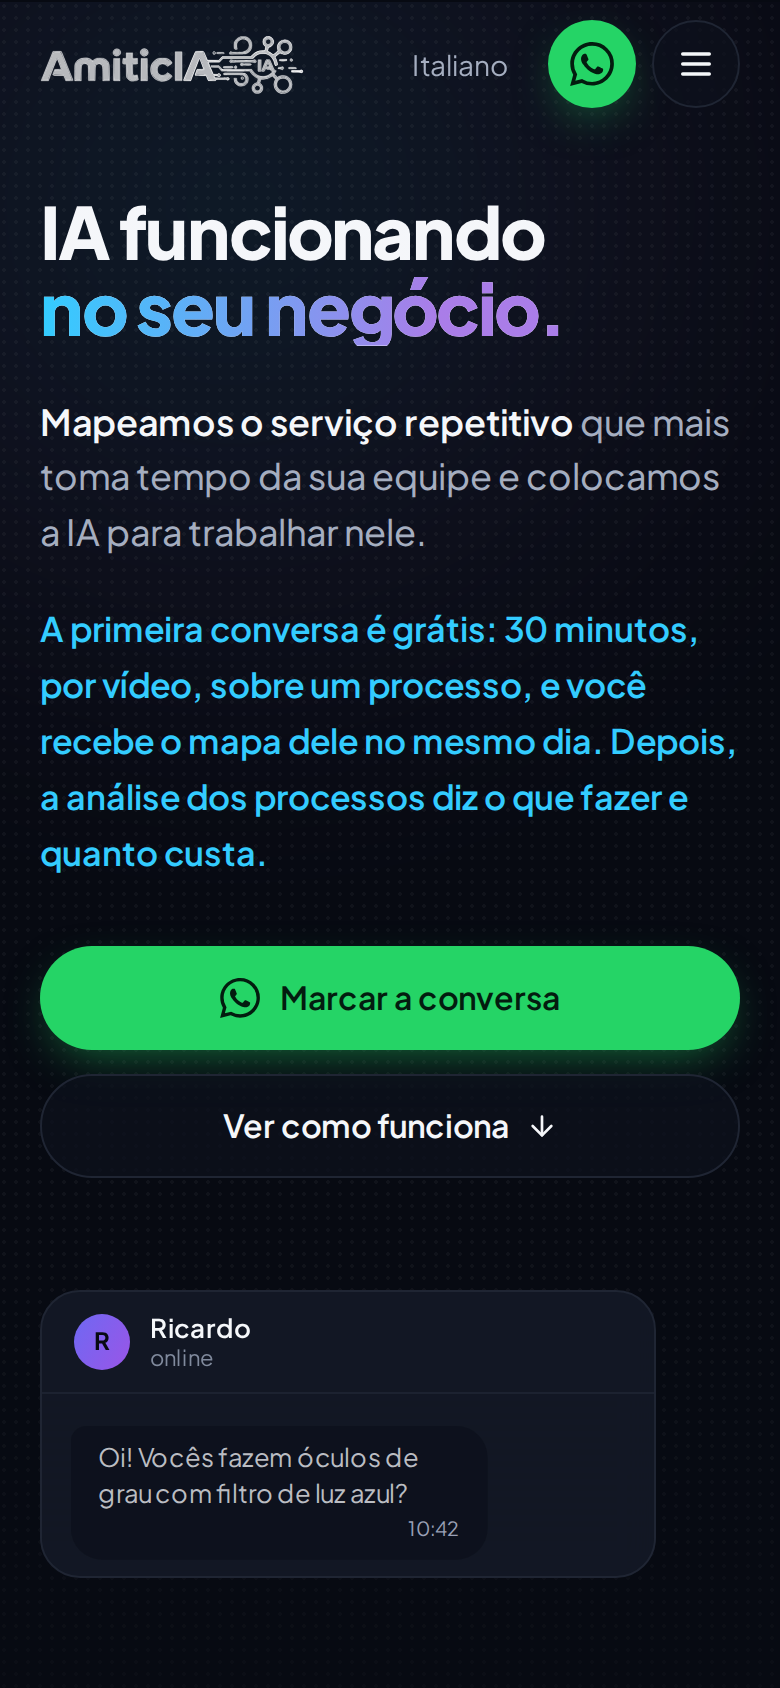 AmiticIA IA
Italiano
IA funcionando
no seu negócio.
Mapeamos o serviço repetitivo que mais
toma tempo da sua equipe e colocamos
a IA para trabalhar nele.
A primeira conversa é grátis: 30 minutos,
por vídeo, sobre um processo, e você
recebe o mapa dele no mesmo dia. Depois,
a análise dos processos diz o que fazer e
quanto custa.
Marcar a conversa
Ver como funciona ↓
R
Ricardo
online
Oi! Vocês fazem óculos de
grau com filtro de luz azul?
10:42